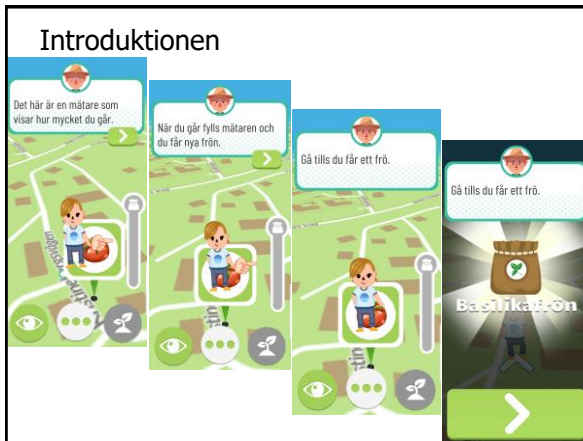 Introduktionen
Det här är en mätare som
visar hur mycket du går.
När du går fylls mätaren och
du får nya frön.
Gå tills du får ett frö.
Gå tills du får ett frö.
Basilikafrön